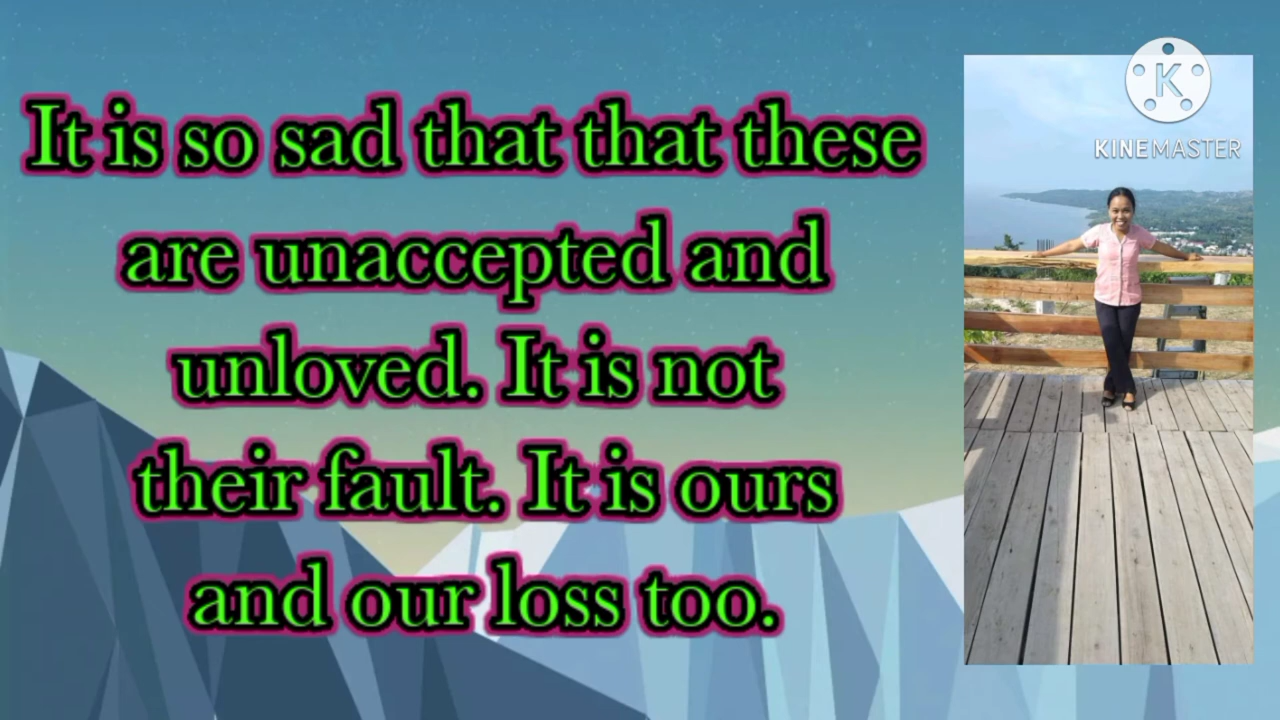 It is so sad that that these
are unaccepted and
unloved. It is not
their fault. It is ours
and our loss too.
K
KINEMASTER